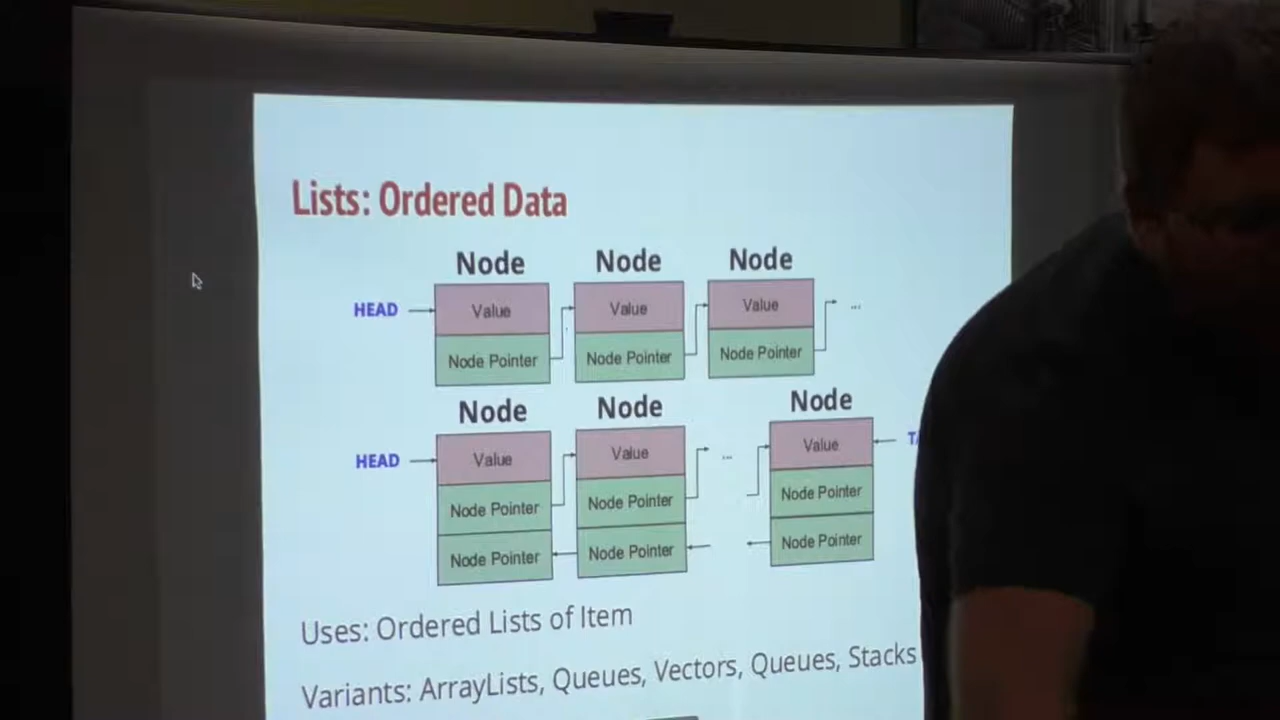 Lists: Ordered Data
Node Node Node
HEAD Value Value Value ...
Node Pointer Node Pointer Node Pointer
Node Node Node
HEAD Value Value ... Value
Node Pointer Node Pointer Node Pointer
Node Pointer Node Pointer Node Pointer
Uses: Ordered Lists of Item
Variants: ArrayLists, Queues, Vectors, Queues, Stacks